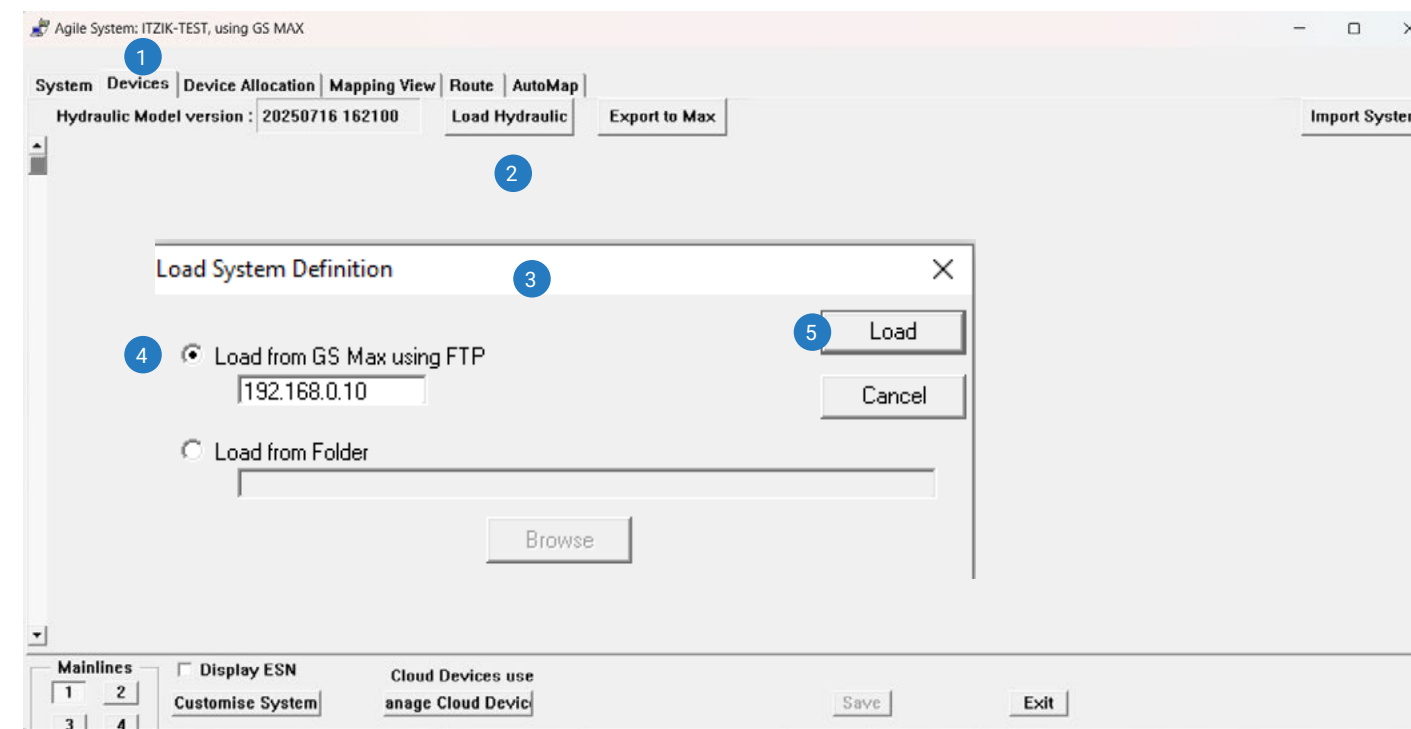 Agile System: ITZIK-TEST, using GS MAX
1
System Devices Device Allocation Mapping View Route AutoMap
Hydraulic Model version : 20250716 162100 Load Hydraulic Export to Max Import System
2
Load System Definition
3
4 Load from GS Max using FTP
5 Load
192.168.0.10
Cancel
Load from Folder
Browse
Mainlines
Display ESN
Cloud Devices use
1 2
Customise System
anage Cloud Devic
Save
Exit
3 4